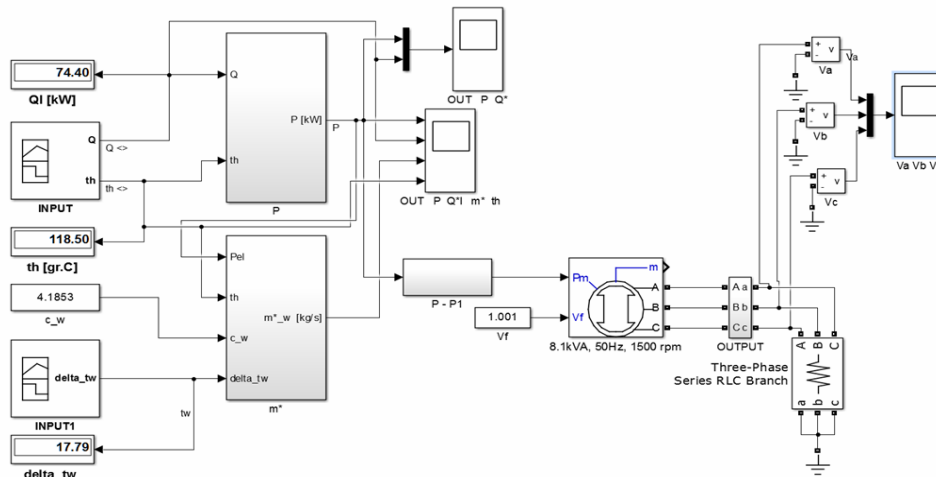 74.40
QI [kW]
Q
th
Q <>
th <>
INPUT
118.50
th [gr.C]
4.1853
c_w
delta_tw
INPUT1
tw
17.79
delta_tw
Q
th
P [kW]
P
P
Pel
th
c_w
delta_tw
m*_w [kg/s]
m*
OUT P Q*
OUT P Q*I m* th
P - P1
1.001
Vf
Pm
Vf
m
A
B
C
8.1kVA, 50Hz, 1500 rpm
A a
B b
C c
OUTPUT
Three-Phase
Series RLC Branch
A B C
a b c
+
-
v
Va
Va
+
-
v
Vb
+
-
v
Vc
Va Vb V